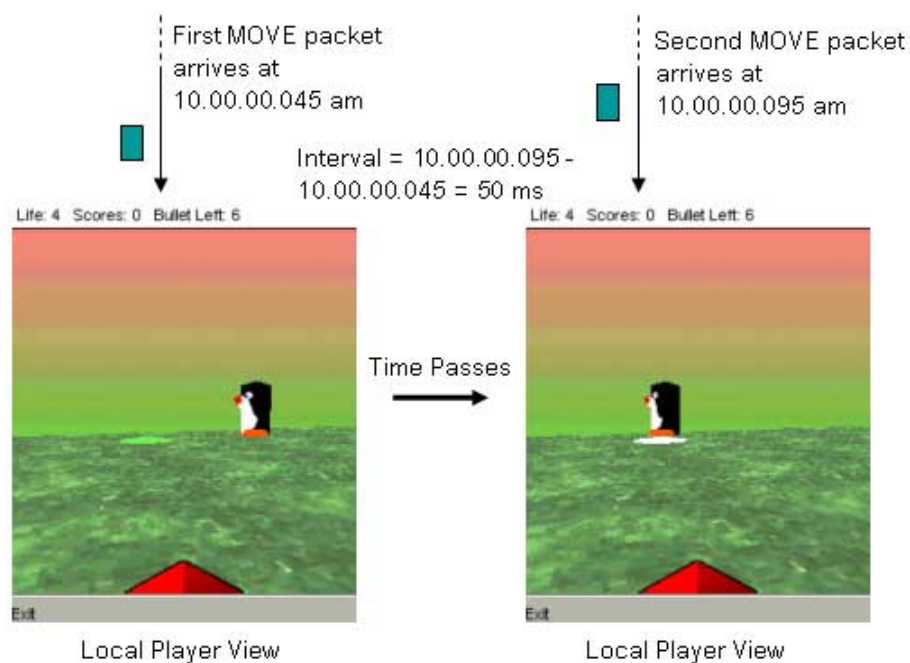 First MOVE packet
arrives at
10.00.00.045 am
Second MOVE packet
arrives at
10.00.00.095 am
Interval = 10.00.00.095 -
10.00.00.045 = 50 ms
Life: 4 Scores: 0 Bullet Left: 6
Life: 4 Scores: 0 Bullet Left: 6
Time Passes
Exit
Exit
Local Player View
Local Player View